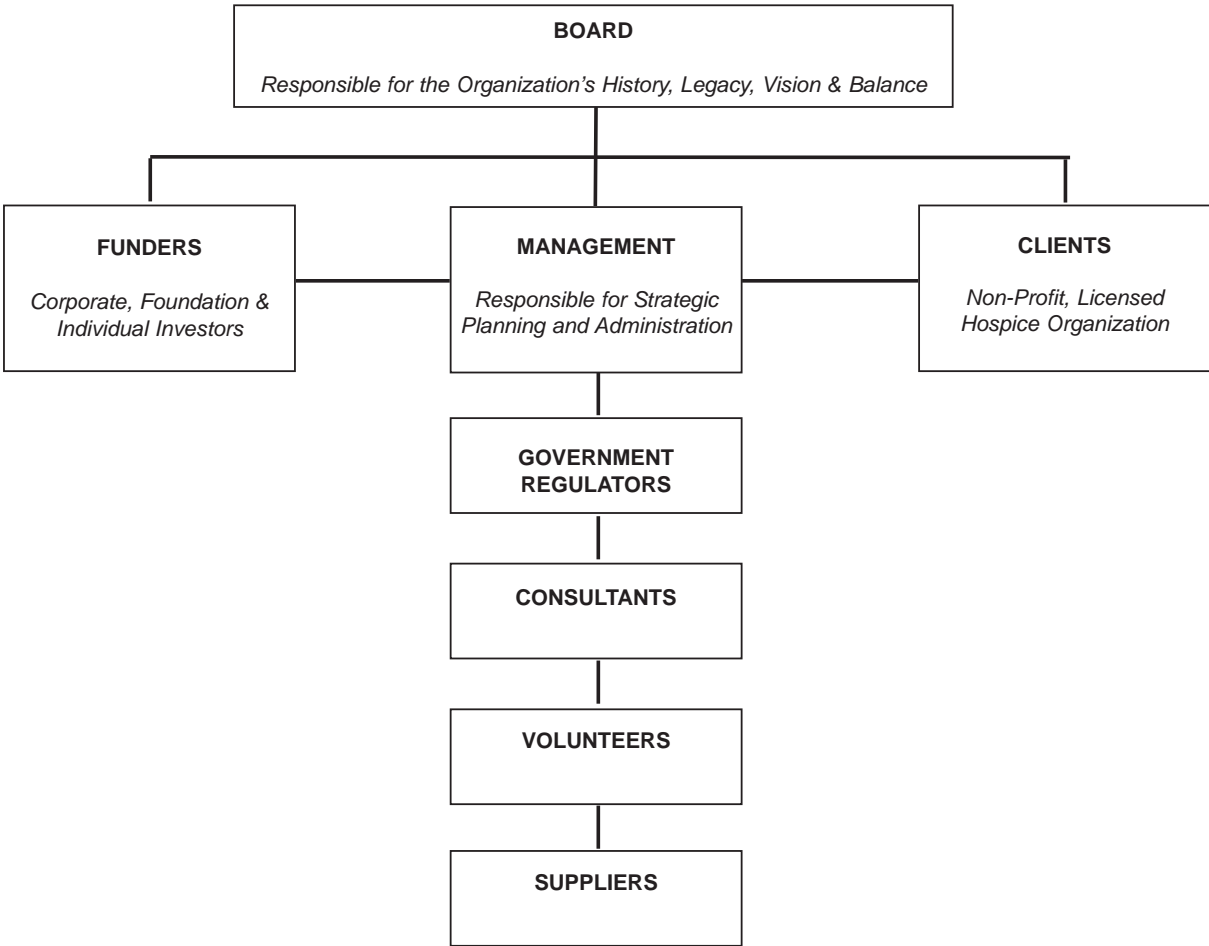 BOARD
Responsible for the Organization’s History, Legacy, Vision & Balance
FUNDERS
Corporate, Foundation &
Individual Investors
MANAGEMENT
Responsible for Strategic
Planning and Administration
CLIENTS
Non-Profit, Licensed
Hospice Organization
GOVERNMENT
REGULATORS
CONSULTANTS
VOLUNTEERS
SUPPLIERS